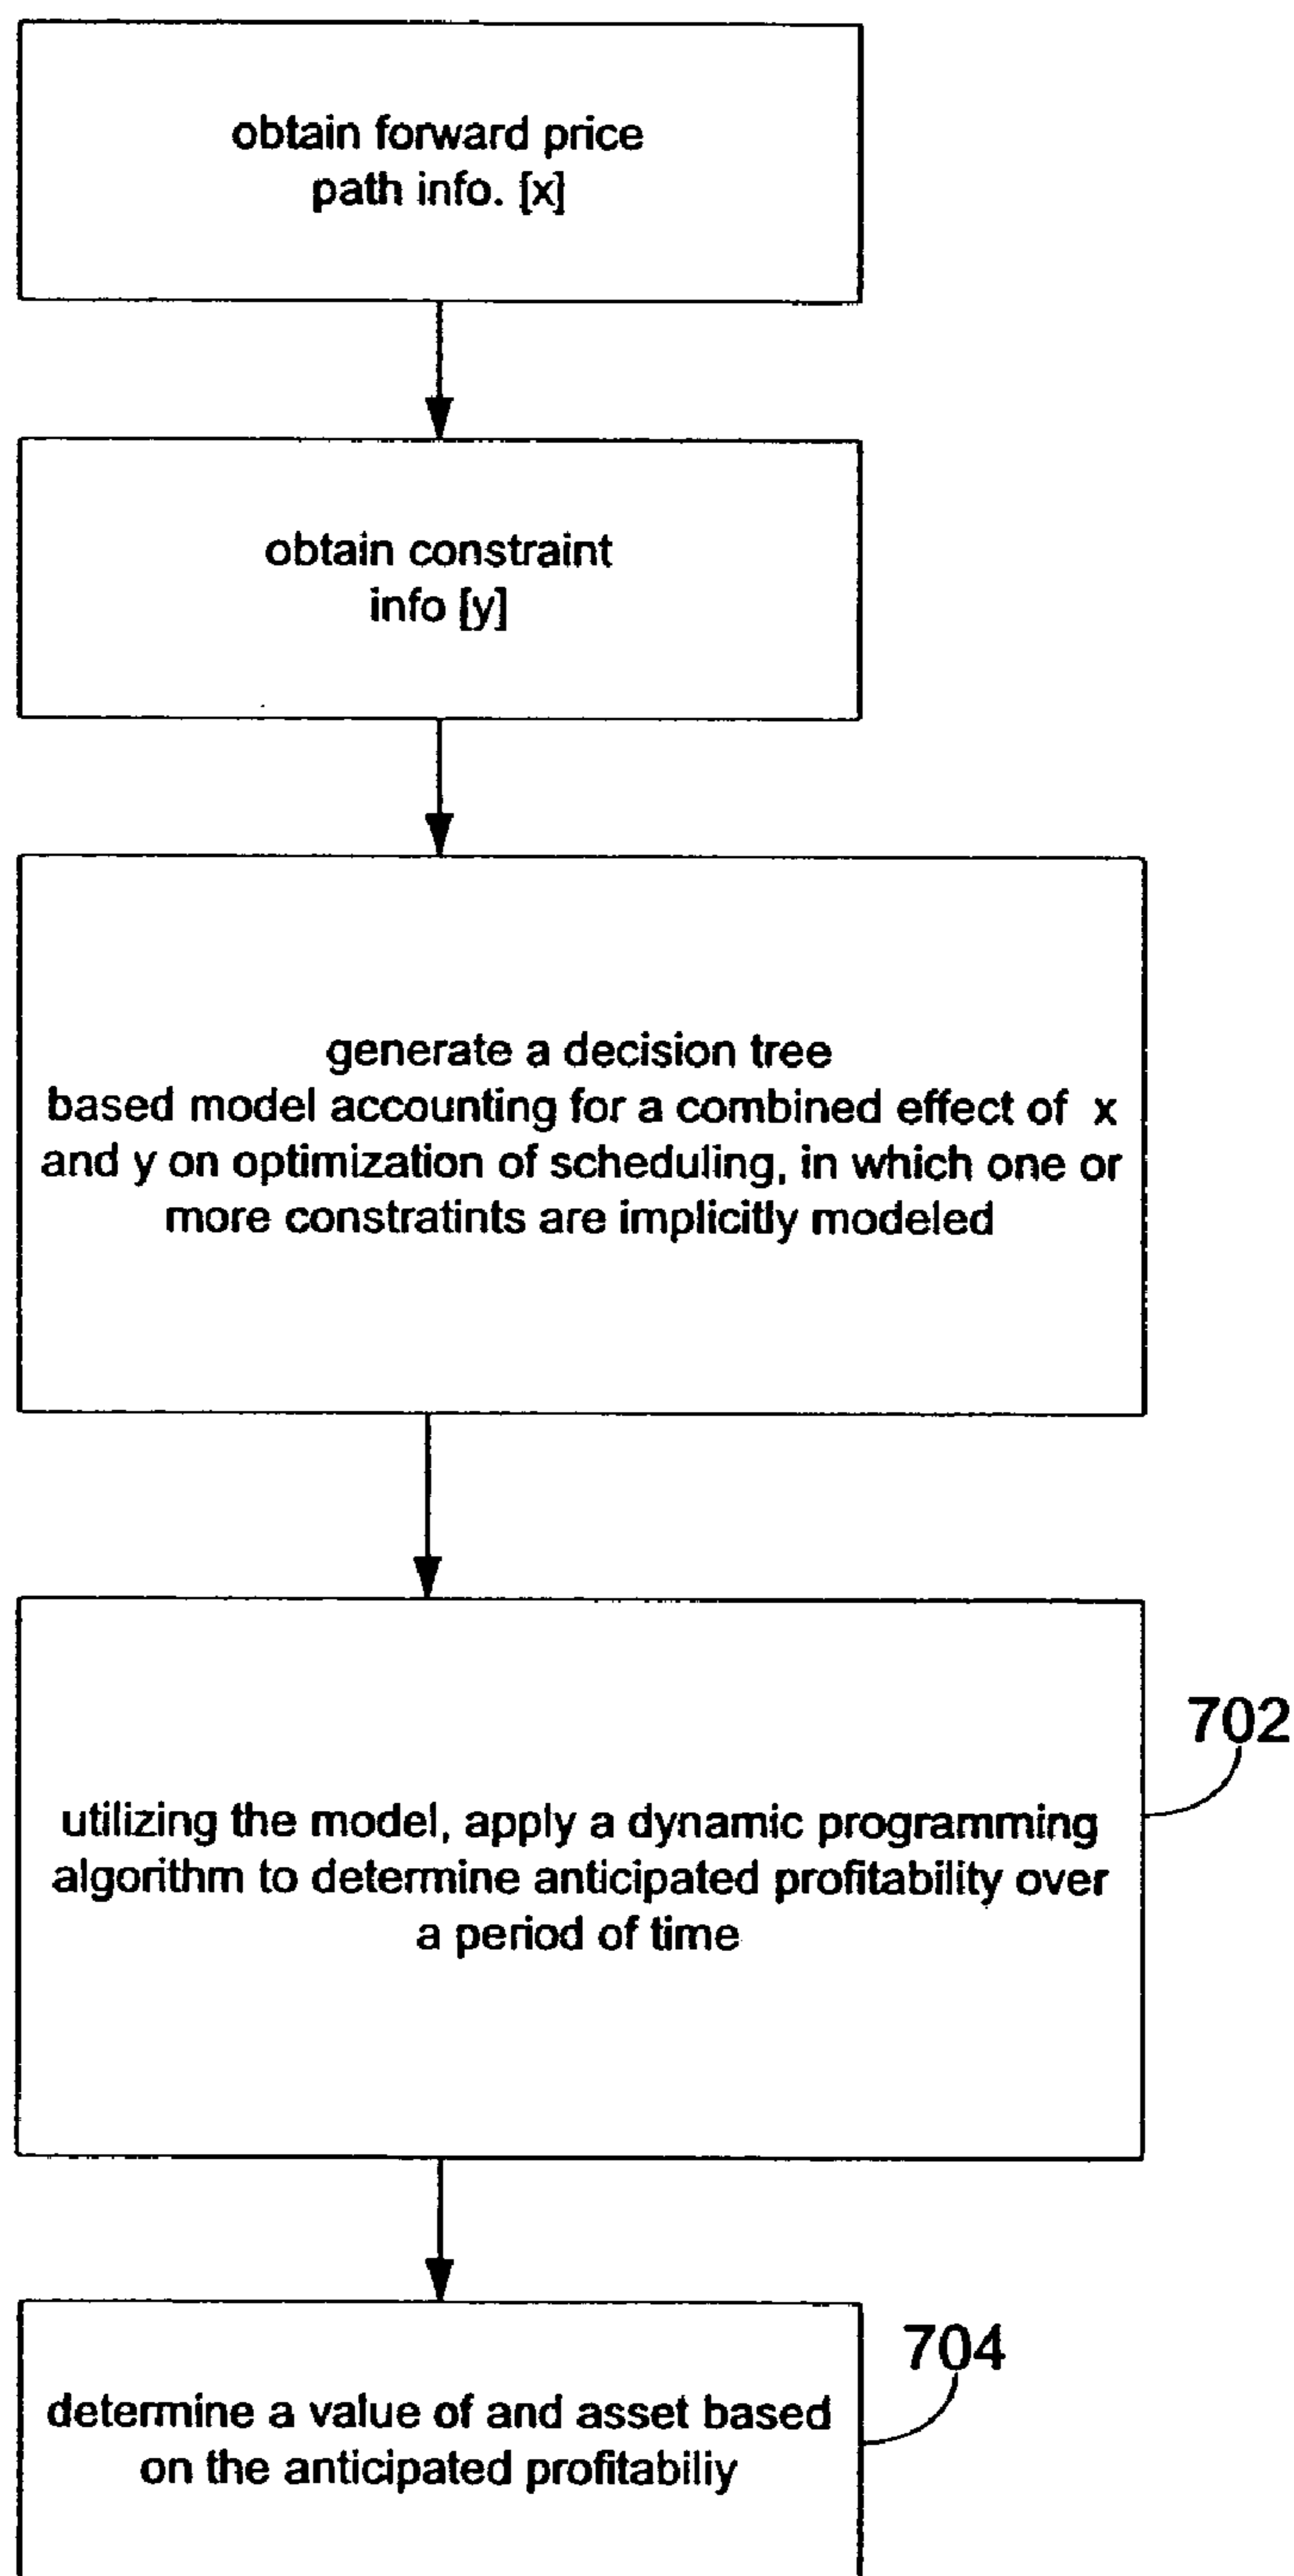 obtain forward price
path info. [x]
obtain constraint
info [y]
generate a decision tree
based model accounting for a combined effect of x
and y on optimization of scheduling, in which one or
more constratints are implicitly modeled
702
utilizing the model, apply a dynamic programming
algorithm to determine anticipated profitability over
a period of time
704
determine a value of and asset based
on the anticipated profitabiliy